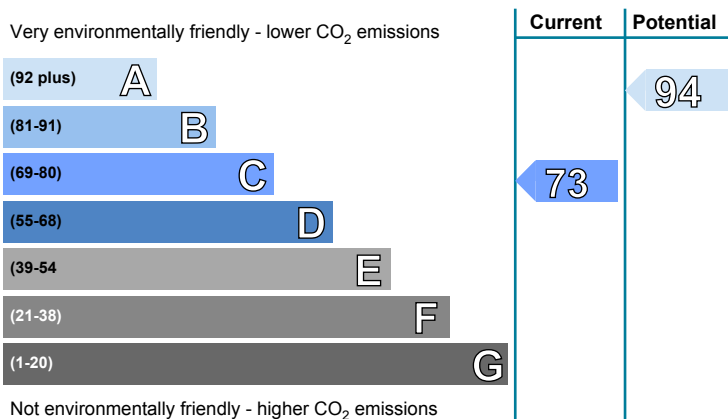 Very environmentally friendly - lower CO2 emissions
Current
Potential
(92 plus) A
94
(81-91) B
(69-80) C
73
(55-68) D
(39-54 E
(21-38) F
(1-20) G
Not environmentally friendly - higher CO2 emissions